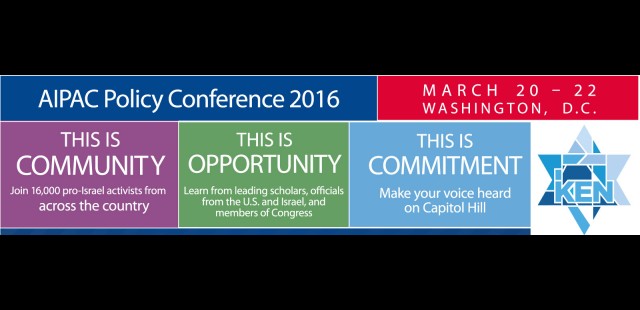 AIPAC Policy Conference 2016
MARCH 20 – 22
WASHINGTON, D.C.
THIS IS
COMMUNITY
Join 16,000 pro-Israel activists from
across the country
THIS IS
OPPORTUNITY
Learn from leading scholars, officials
from the U.S. and Israel, and
members of Congress
THIS IS
COMMITMENT
Make your voice heard
on Capitol Hill
KEN